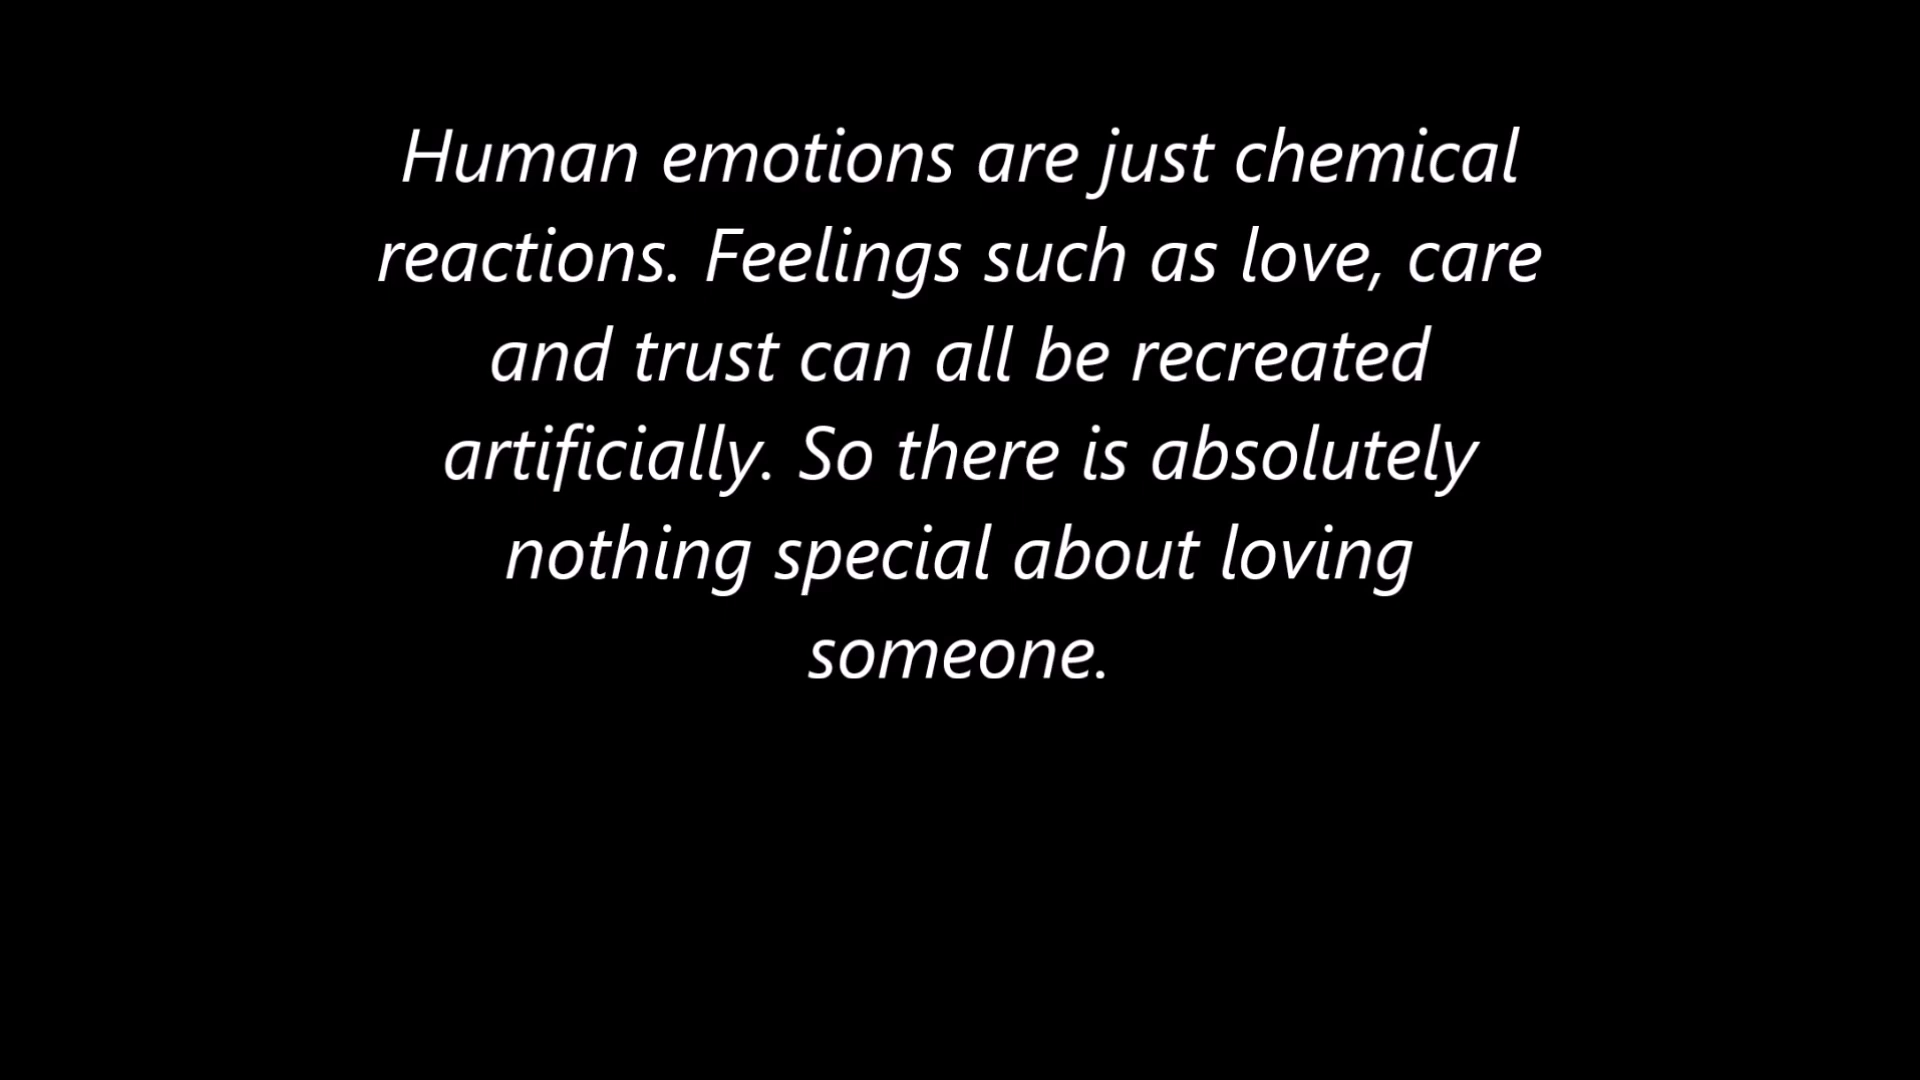 Human emotions are just chemical
reactions. Feelings such as love, care
and trust can all be recreated
artificially. So there is absolutely
nothing special about loving
someone.